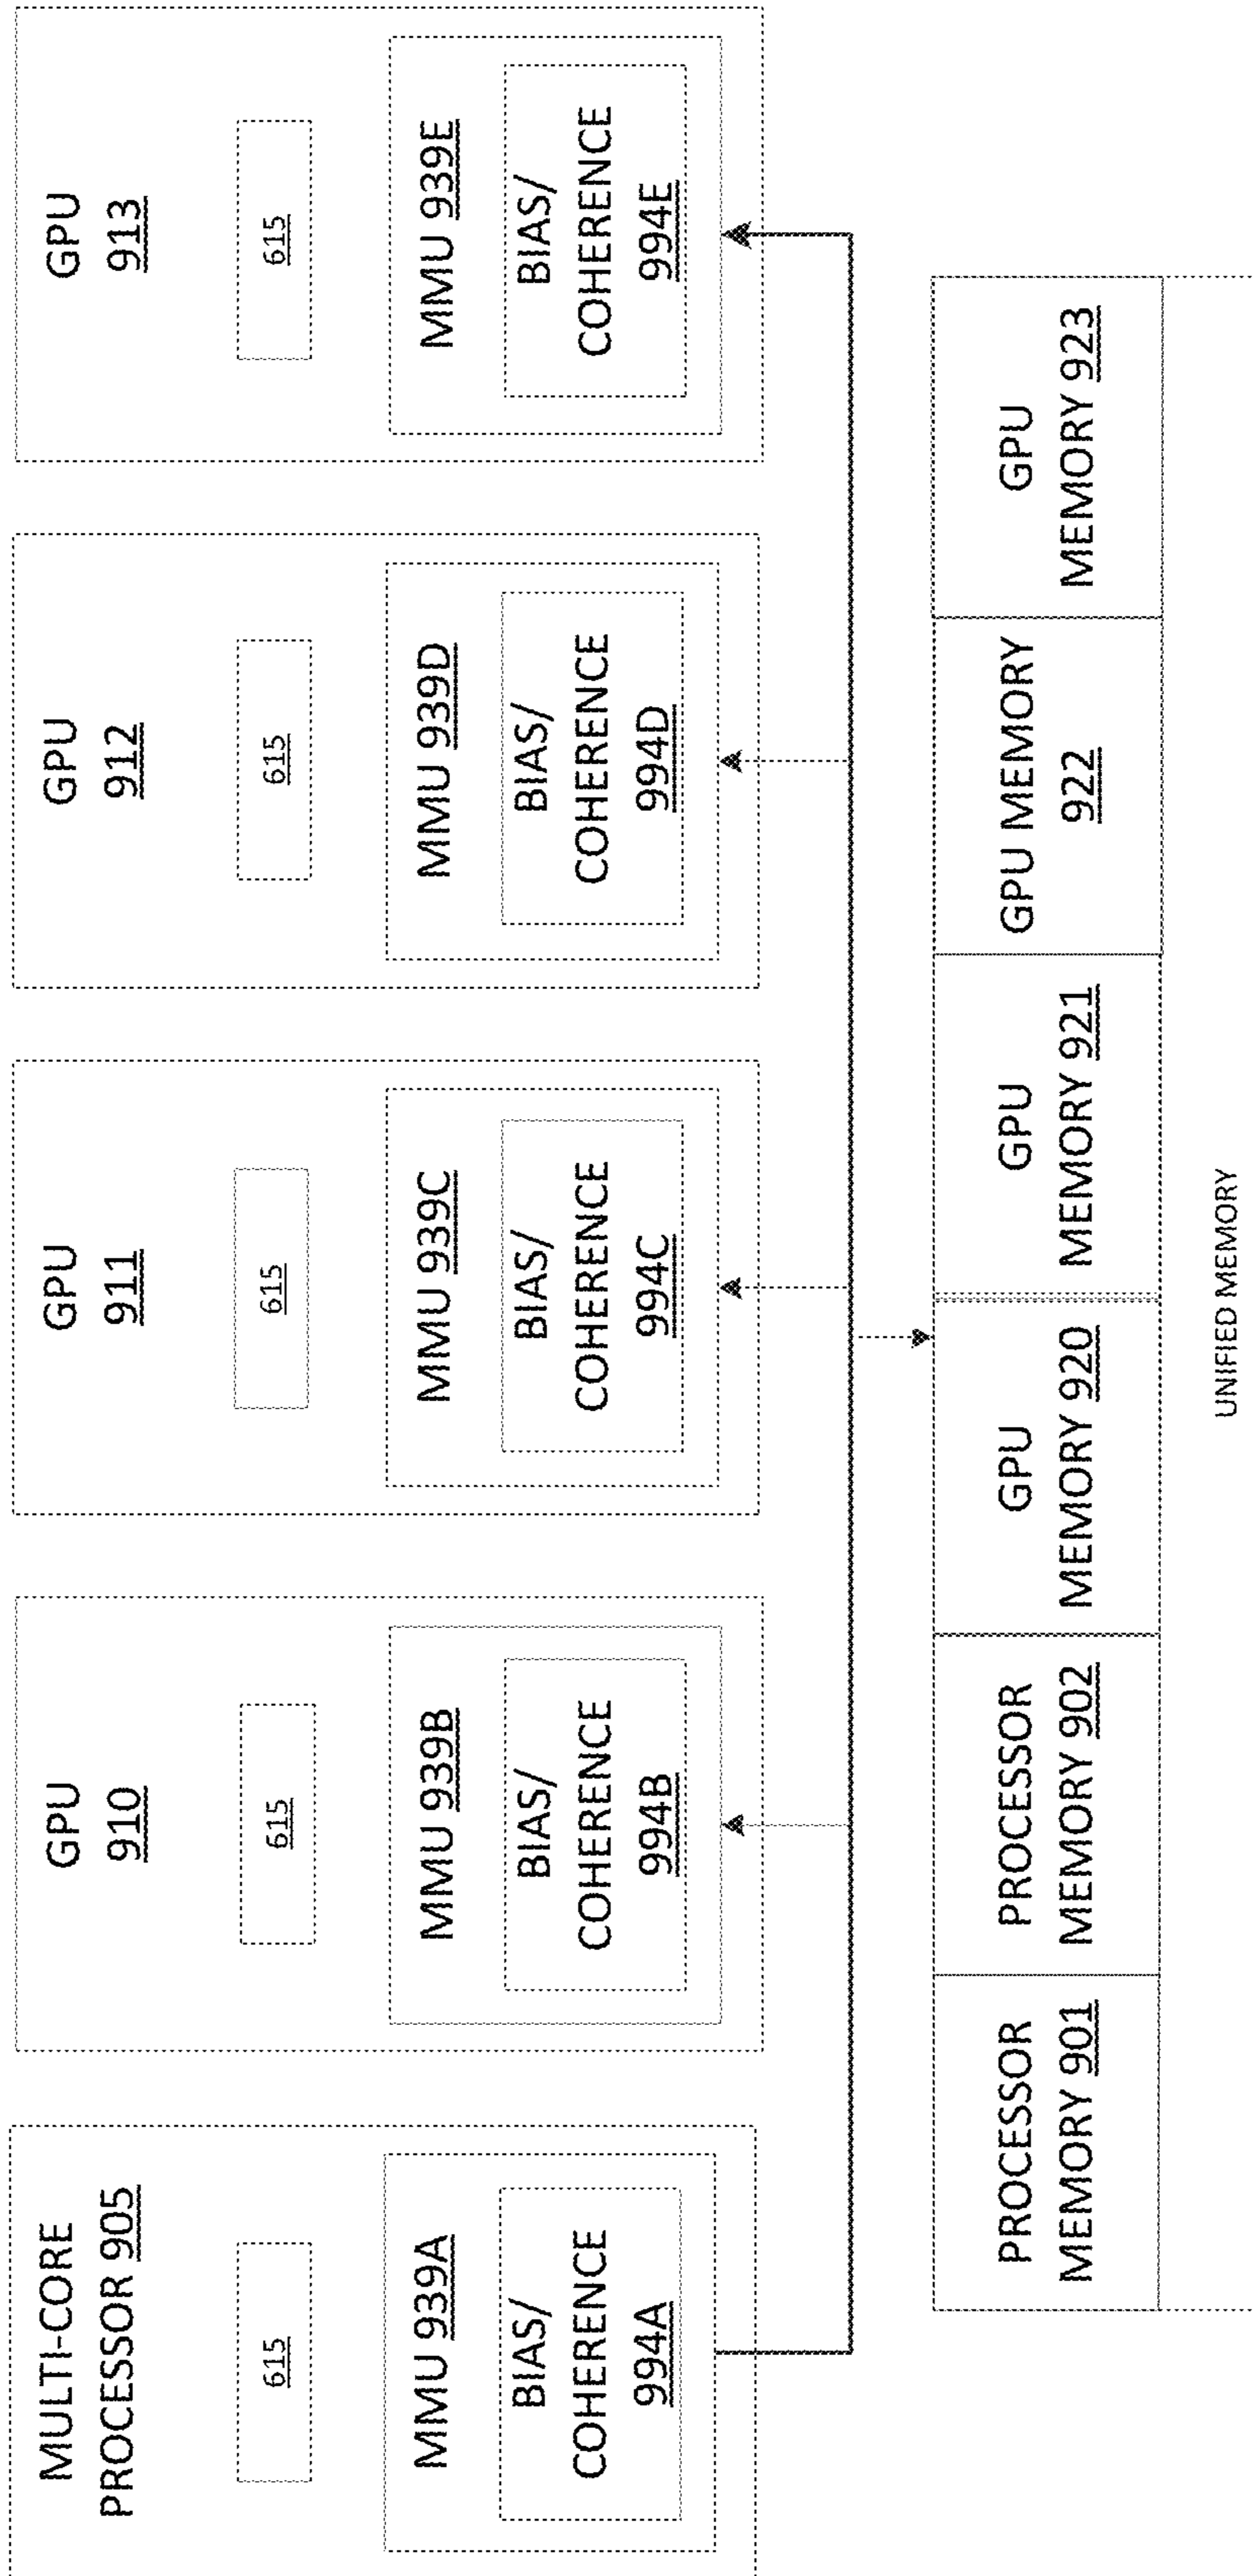 MULTI-CORE
PROCESSOR 905
615
MMU 939A
BIAS/
COHERENCE
994A
GPU
910
615
MMU 939B
BIAS/
COHERENCE
994B
GPU
911
615
MMU 939C
BIAS/
COHERENCE
994C
GPU
912
615
MMU 939D
BIAS/
COHERENCE
994D
GPU
913
615
MMU 939E
BIAS/
COHERENCE
994E
PROCESSOR
MEMORY 901
PROCESSOR
MEMORY 902
GPU
MEMORY 920
GPU
MEMORY 921
GPU MEMORY
922
GPU
MEMORY 923
UNIFIED MEMORY